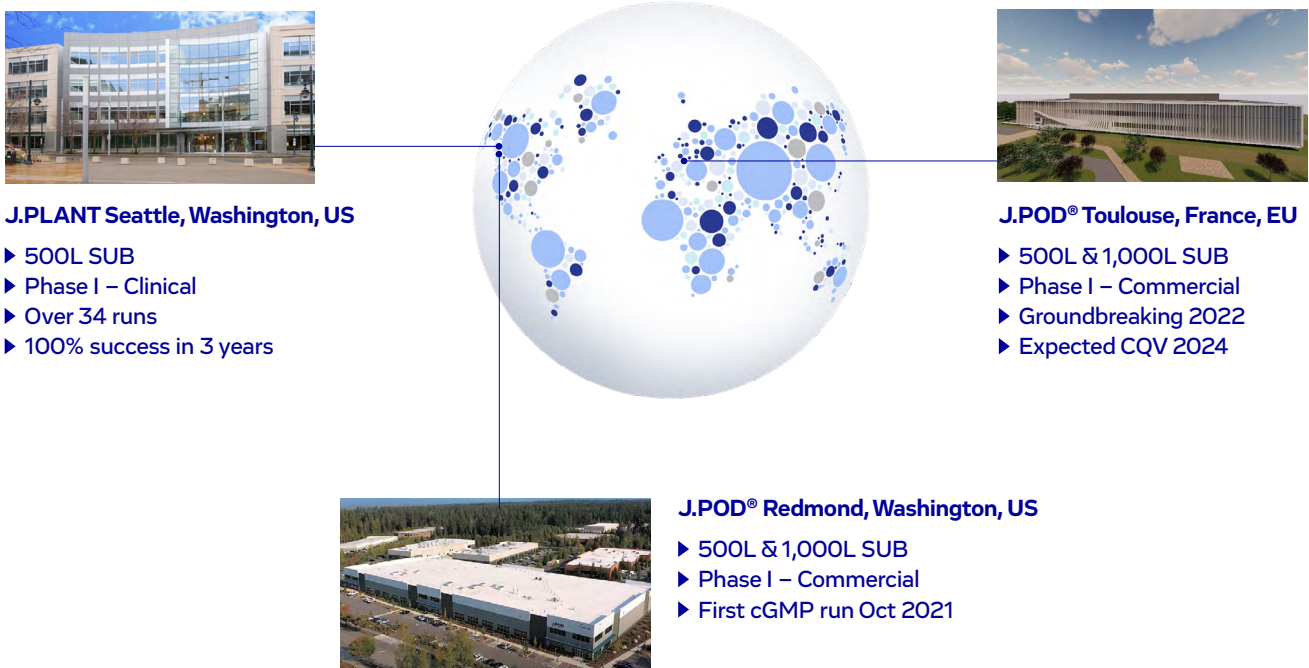 J.PLANT Seattle, Washington, US
500L SUB
Phase I – Clinical
Over 34 runs
100% success in 3 years
J.POD® Toulouse, France, EU
500L & 1,000L SUB
Phase I – Commercial
Groundbreaking 2022
Expected CQV 2024
J.POD® Redmond, Washington, US
500L & 1,000L SUB
Phase I – Commercial
First cGMP run Oct 2021
J.POD